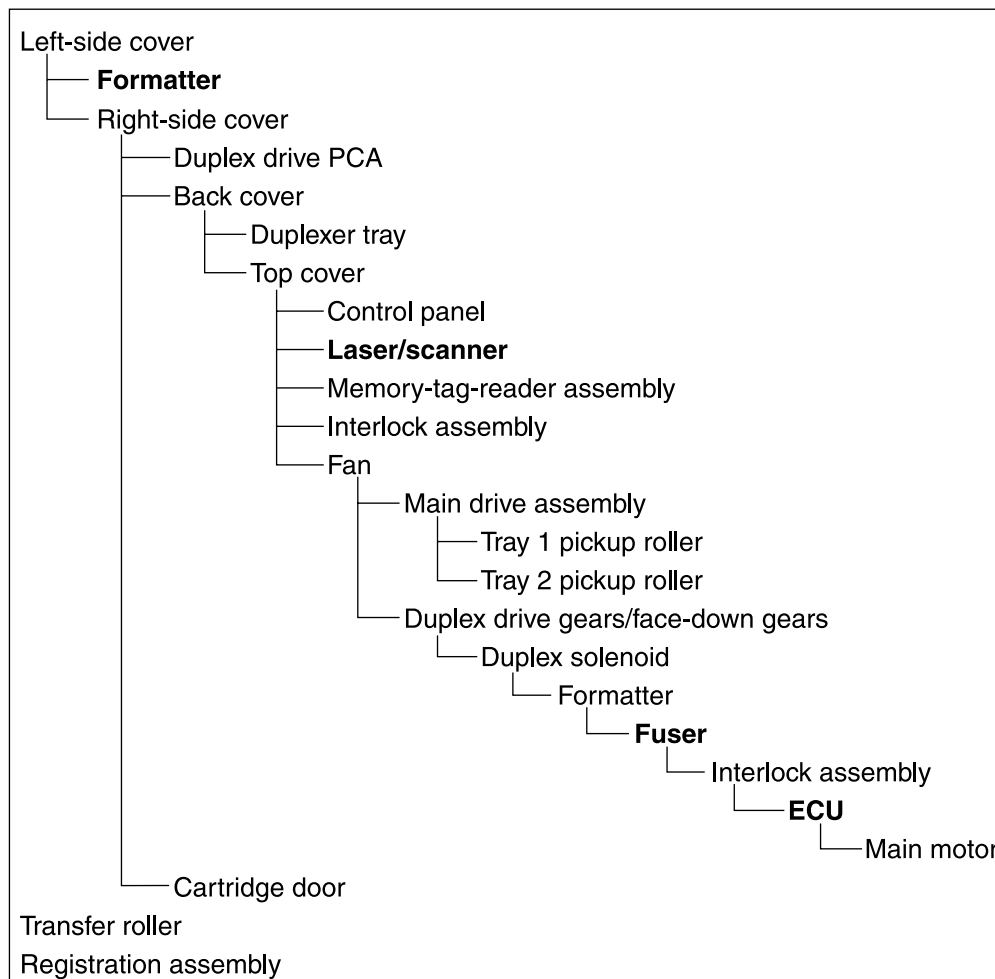 Left-side cover
Formatter
Right-side cover
Duplex drive PCA
Back cover
Duplexer tray
Top cover
Control panel
Laser/scanner
Memory-tag-reader assembly
Interlock assembly
Fan
Main drive assembly
Tray 1 pickup roller
Tray 2 pickup roller
Duplex drive gears/face-down gears
Duplex solenoid
Formatter
Fuser
Interlock assembly
ECU
Main motor
Cartridge door
Transfer roller
Registration assembly